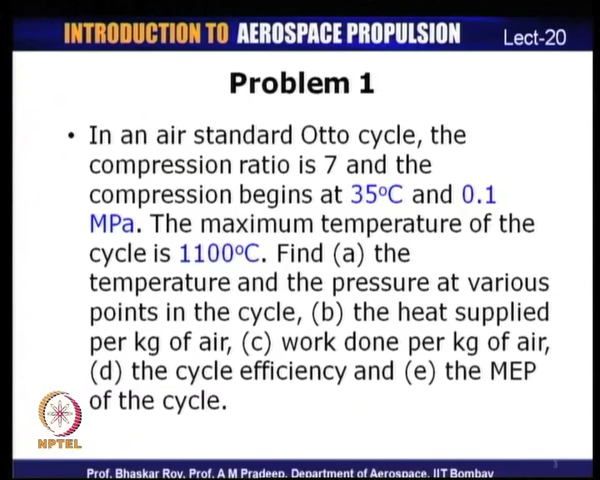 INTRODUCTION TO AEROSPACE PROPULSION Lect-20
Problem 1
• In an air standard Otto cycle, the
compression ratio is 7 and the
compression begins at 35ºC and 0.1
MPa. The maximum temperature of the
cycle is 1100ºC. Find (a) the
temperature and the pressure at various
points in the cycle, (b) the heat supplied
per kg of air, (c) work done per kg of air,
(d) the cycle efficiency and (e) the MEP
of the cycle.
NPTEL
3
Prof. Bhaskar Roy, Prof. A M Pradeep, Department of Aerospace, IIT Bombay